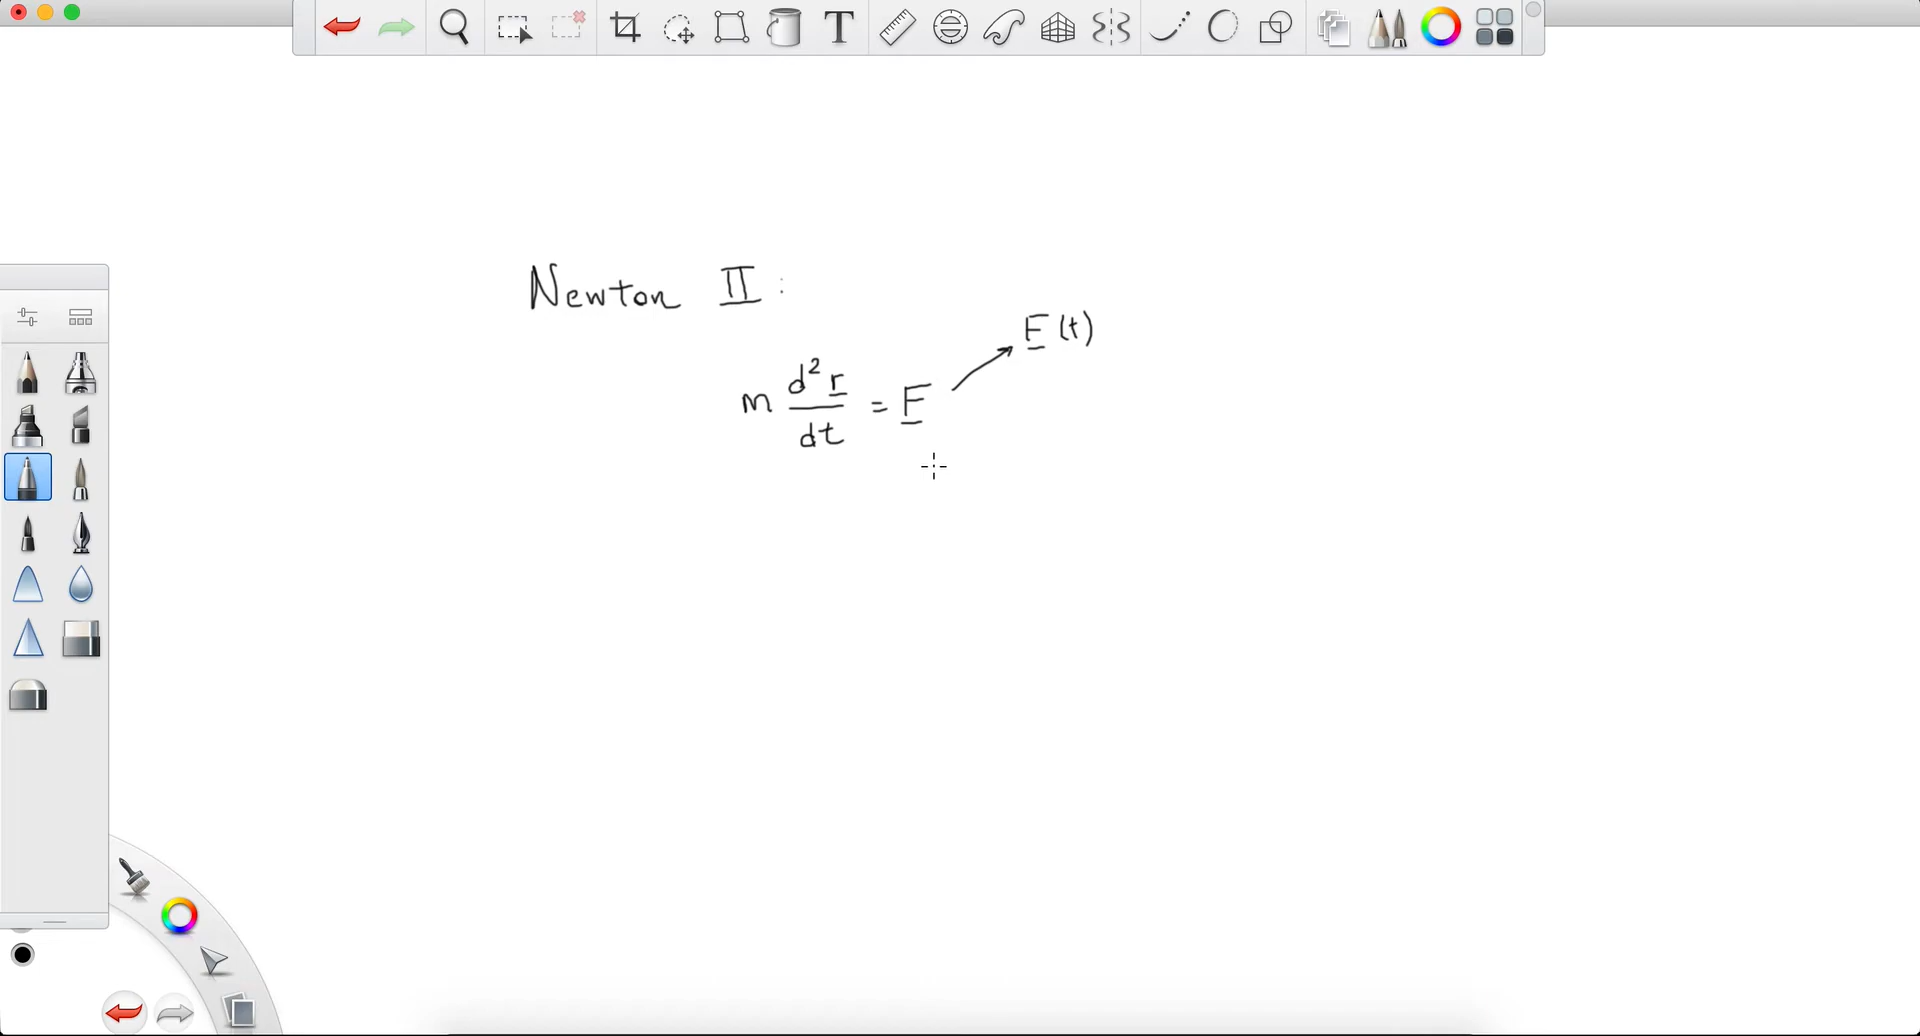 Newton II:
F(t)
m d²r/dt = F
T